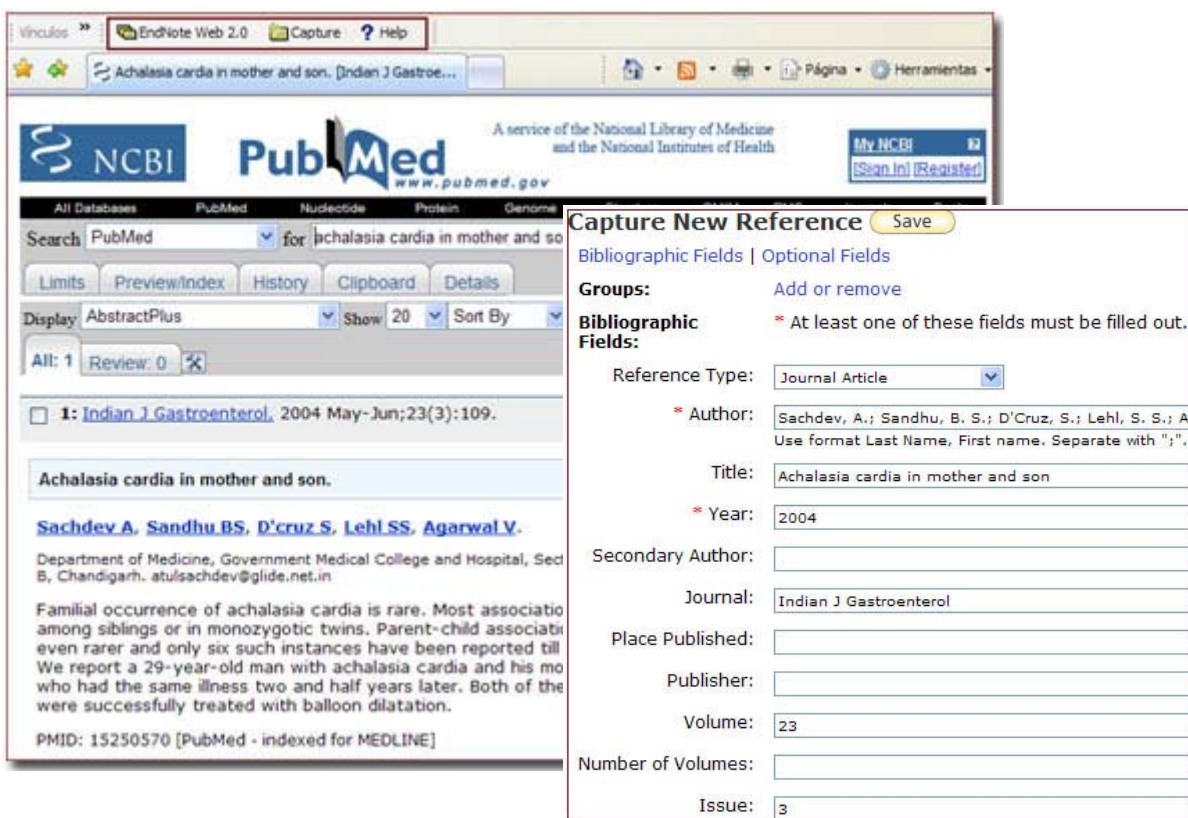 Vínculos » EndNote Web 2.0 Capture ? Help
Achalasia cardia in mother and son. [Indian J Gastroe...
Página Herramientas
NCBI
PubMed
www.pubmed.gov
A service of the National Library of Medicine
and the National Institutes of Health
My NCBI
[Sign In] [Register]
All Databases PubMed Nucleotide Protein Genome
Search PubMed for achalasia cardia in mother and so
Limits Preview/Index History Clipboard Details
Display AbstractPlus Show 20 Sort By
All: 1 Review: 0
1: Indian J Gastroenterol. 2004 May-Jun;23(3):109.
Achalasia cardia in mother and son.
Sachdev A, Sandhu BS, D'cruz S, Lehl SS, Agarwal V.
Department of Medicine, Government Medical College and Hospital, Sect
B, Chandigarh. atulsachdev@glide.net.in
Familial occurrence of achalasia cardia is rare. Most associatio
among siblings or in monozygotic twins. Parent-child associati
even rarer and only six such instances have been reported till
We report a 29-year-old man with achalasia cardia and his mo
who had the same illness two and half years later. Both of the
were successfully treated with balloon dilatation.
PMID: 15250570 [PubMed - indexed for MEDLINE]
Capture New Reference Save
Bibliographic Fields | Optional Fields
Groups: Add or remove
Bibliographic Fields: * At least one of these fields must be filled out.
Reference Type: Journal Article
* Author: Sachdev, A.; Sandhu, B. S.; D'Cruz, S.; Lehl, S. S.; A
Use format Last Name, First name. Separate with ";".
Title: Achalasia cardia in mother and son
* Year: 2004
Secondary Author:
Journal: Indian J Gastroenterol
Place Published:
Publisher:
Volume: 23
Number of Volumes:
Issue: 3